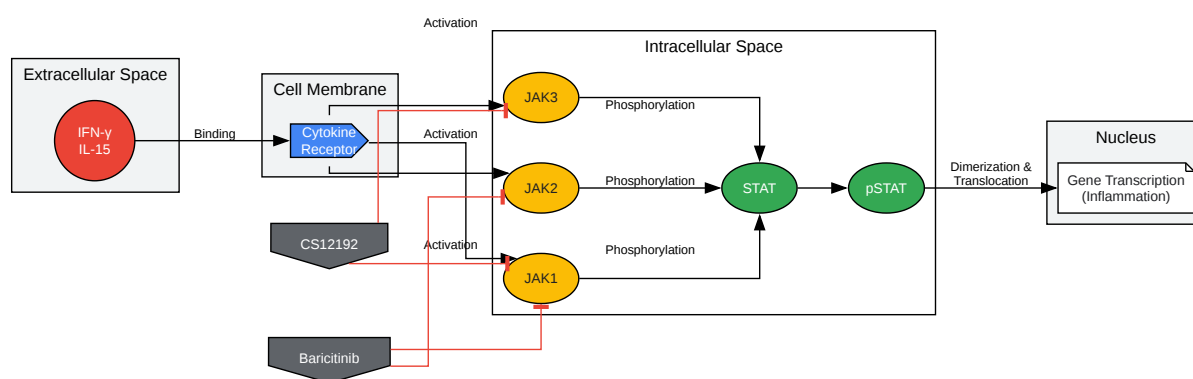 Activation
Intracellular Space
Extracellular Space
Cell Membrane
JAK3
Phosphorylation
IFN-γ
IL-15
Binding
Cytokine
Receptor
Activation
Nucleus
JAK2
Phosphorylation
STAT
pSTAT
Dimerization &
Translocation
Gene Transcription
(Inflammation)
CS12192
Activation
Phosphorylation
JAK1
Baricitinib